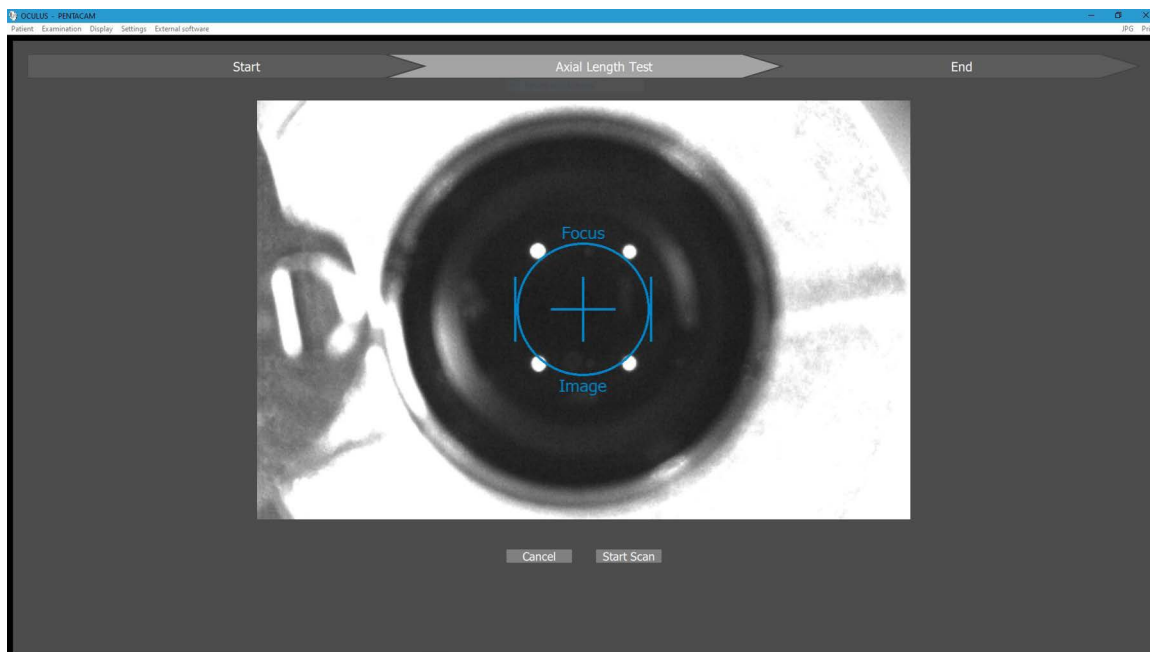 OCULUS - PENTACAM
Patient Examination Display Settings External software JPG Pri
Start Axial Length Test End
Focus
Image
Cancel Start Scan